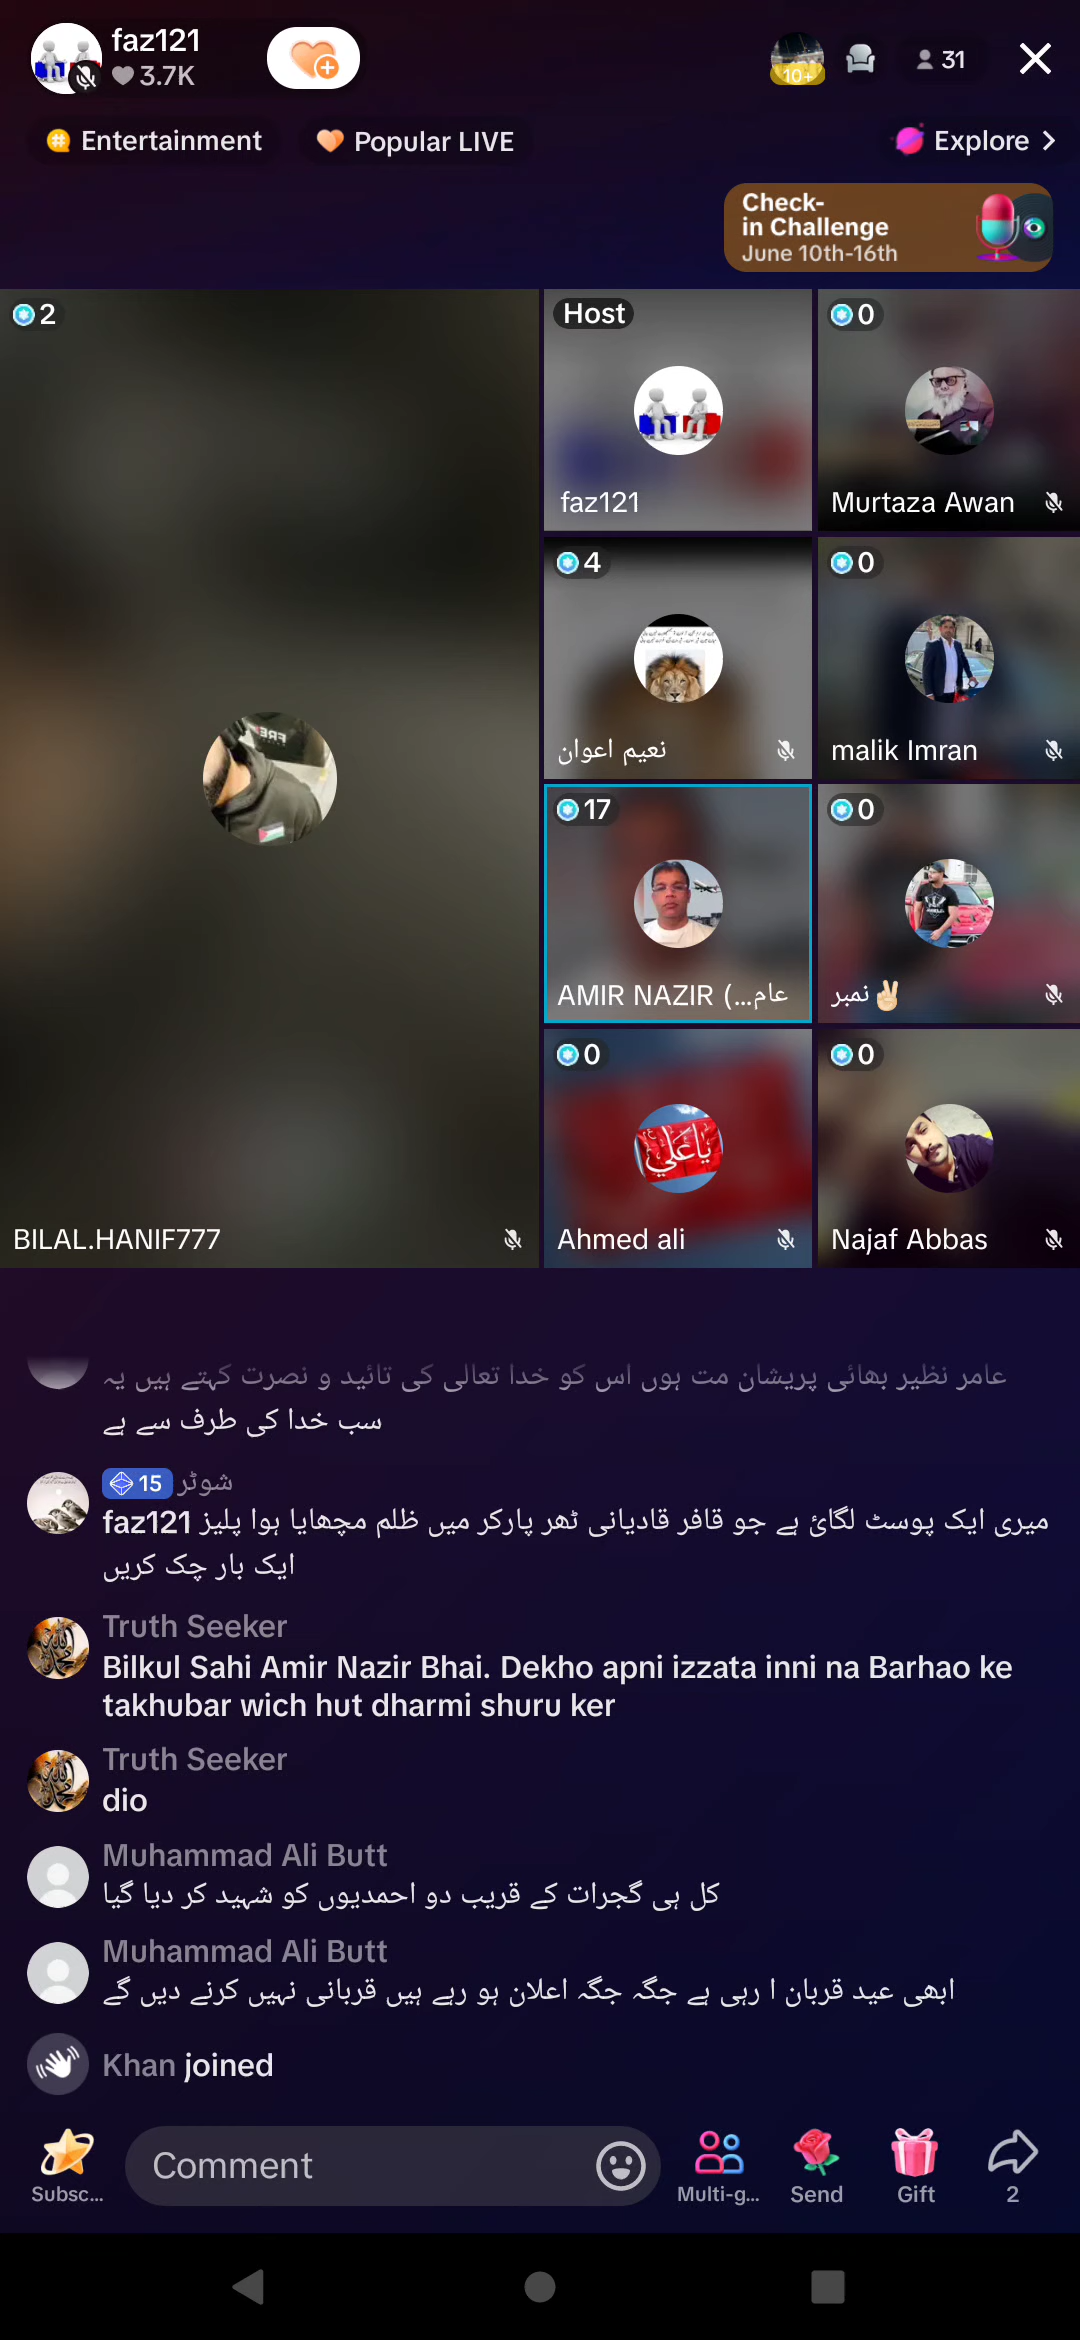 faz121
3.7K
10+
31
Entertainment
Popular LIVE
Explore
Check-
in Challenge
June 10th-16th
2
BILAL.HANIF777
Host
faz121
0
Murtaza Awan
4
نعیم اعوان
0
malik Imran
17
AMIR NAZIR (...عام
0
نمبر✌🏻
0
یا علي
Ahmed ali
0
Najaf Abbas
عامر نظیر بھائی پریشان مت ہوں اس کو خدا تعالی کی تائید و نصرت کہتے ہیں یہ
سب خدا کی طرف سے ہے
15 شوٹر
faz121 میری ایک پوسٹ لگائ ہے جو قافر قادیانی ٹھر پارکر میں ظلم مچھایا ہوا پلیز
ایک بار چک کریں
Truth Seeker
Bilkul Sahi Amir Nazir Bhai. Dekho apni izzata inni na Barhao ke
takhubar wich hut dharmi shuru ker
Truth Seeker
dio
Muhammad Ali Butt
کل ہی گجرات کے قریب دو احمدیوں کو شہید کر دیا گیا
Muhammad Ali Butt
ابھی عید قربان ا رہی ہے جگہ جگہ اعلان ہو رہے ہیں قربانی نہیں کرنے دیں گے
Khan joined
Comment
Subsc...
Multi-g...
Send
Gift
2